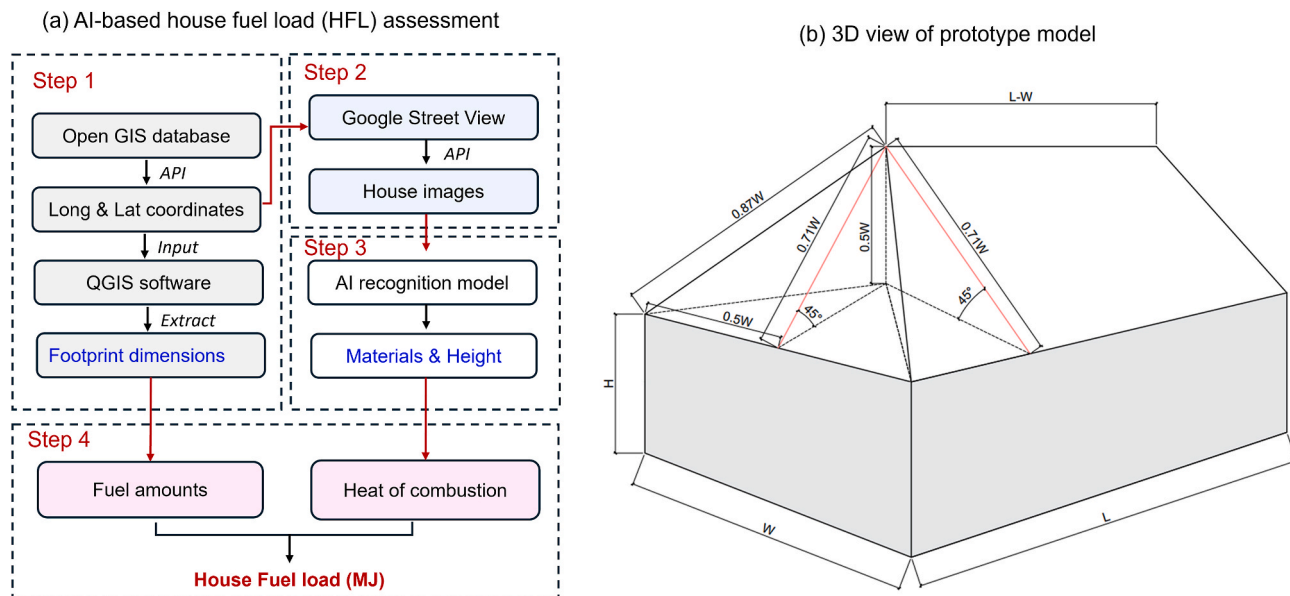 (a) AI-based house fuel load (HFL) assessment
Step 1
Open GIS database
API
Long & Lat coordinates
Input
QGIS software
Extract
Footprint dimensions
Step 2
Google Street View
API
House images
Step 3
AI recognition model
Materials & Height
Step 4
Fuel amounts
Heat of combustion
House Fuel load (MJ)
(b) 3D view of prototype model
L-W
0.87W
0.71W
0.5W
0.71W
45°
45°
0.5W
H
W
L